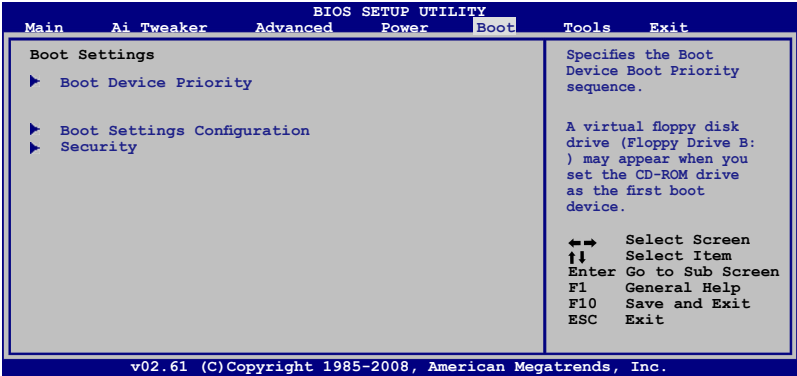 BIOS SETUP UTILITY
Main Ai Tweaker Advanced Power Boot Tools Exit
Boot Settings
Boot Device Priority
Boot Settings Configuration
Security
Specifies the Boot
Device Boot Priority
sequence.
A virtual floppy disk
drive (Floppy Drive B:
) may appear when you
set the CD-ROM drive
as the first boot
device.
←→ Select Screen
↑↓ Select Item
Enter Go to Sub Screen
F1 General Help
F10 Save and Exit
ESC Exit
v02.61 (C)Copyright 1985-2008, American Megatrends, Inc.